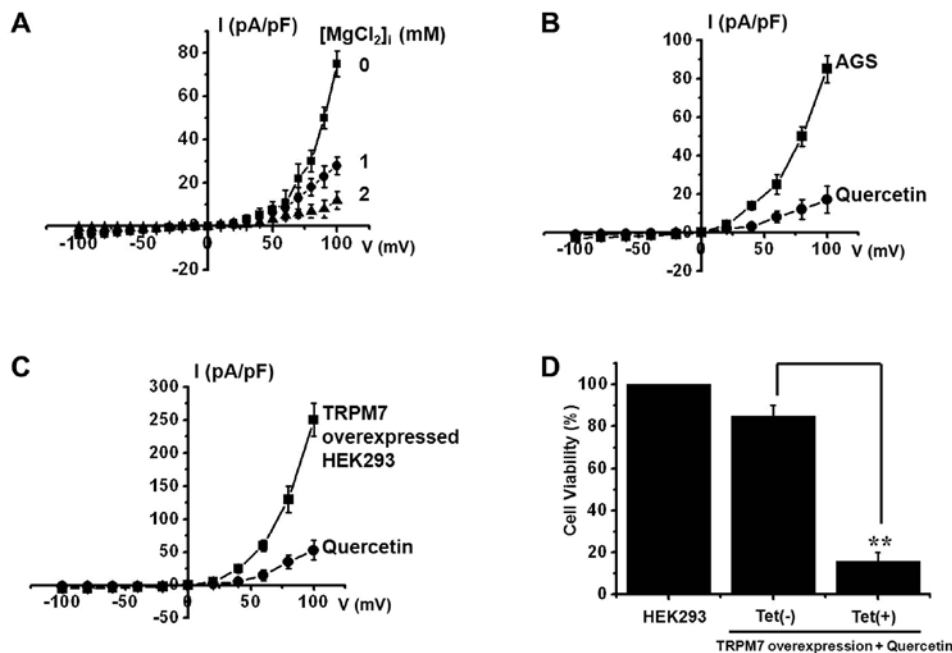 A
I (pA/pF)
[MgCl2]i (mM)
80
60
40
20
-20
0
1
2
-100
-50
0
50
100
V (mV)
B
I (pA/pF)
100
80
60
40
20
-20
AGS
Quercetin
-100
-50
0
50
100
V (mV)
C
I (pA/pF)
300
250
200
150
100
50
-50
TRPM7
overexpressed
HEK293
Quercetin
-100
-50
0
50
100
V (mV)
D
Cell Viability (%)
100
80
60
40
20
0
**
HEK293
Tet(-)
Tet(+)
TRPM7 overexpression + Quercetin